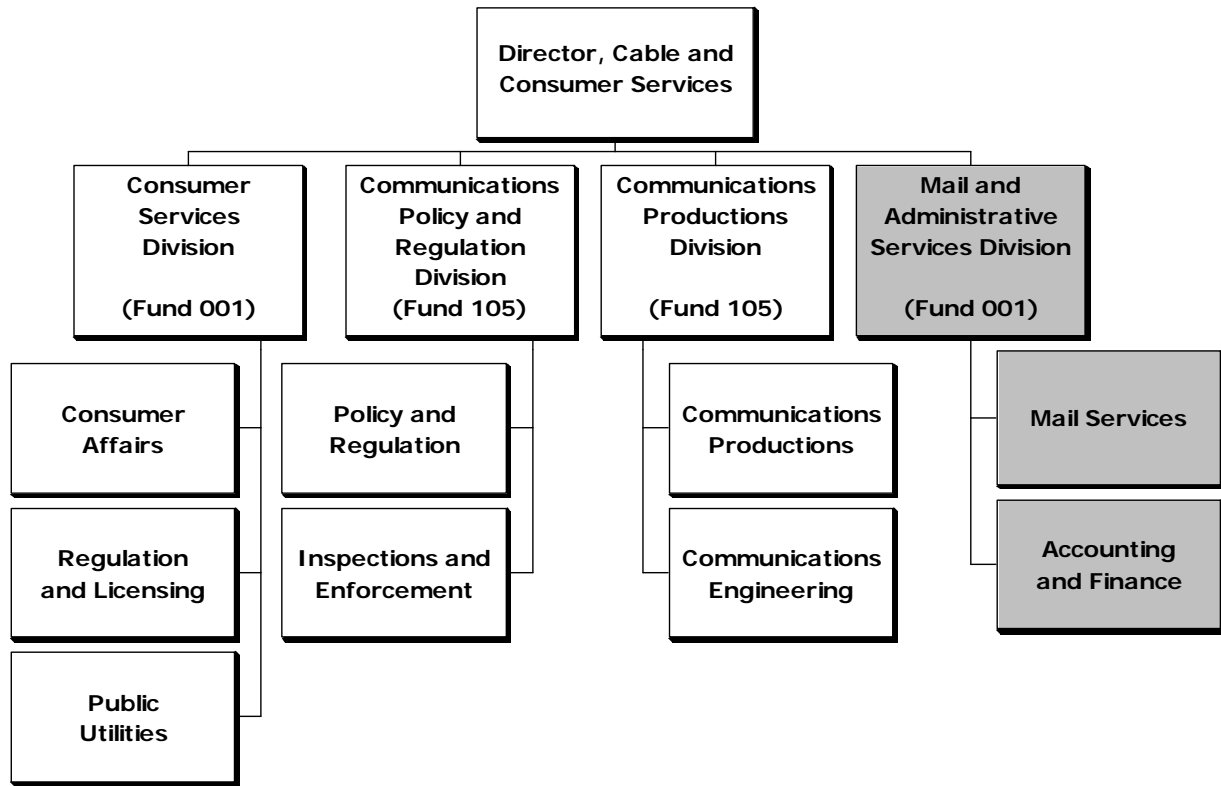 Director, Cable and
Consumer Services
Consumer
Services
Division
(Fund 001)
Communications
Policy and
Regulation
Division
(Fund 105)
Communications
Productions
Division
(Fund 105)
Mail and
Administrative
Services Division
(Fund 001)
Consumer
Affairs
Regulation
and Licensing
Public
Utilities
Policy and
Regulation
Inspections and
Enforcement
Communications
Productions
Communications
Engineering
Mail Services
Accounting
and Finance